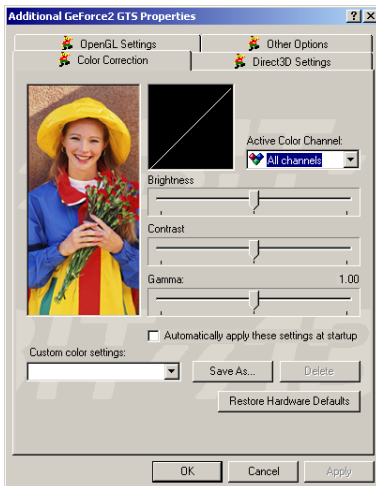 Additional GeForce2 GTS Properties
OpenGL Settings
Other Options
Color Correction
Direct3D Settings
Active Color Channel:
All channels
Brightness
Contrast
Gamma: 1.00
Automatically apply these settings at startup
Custom color settings:
Save As...
Delete
Restore Hardware Defaults
OK
Cancel
Apply